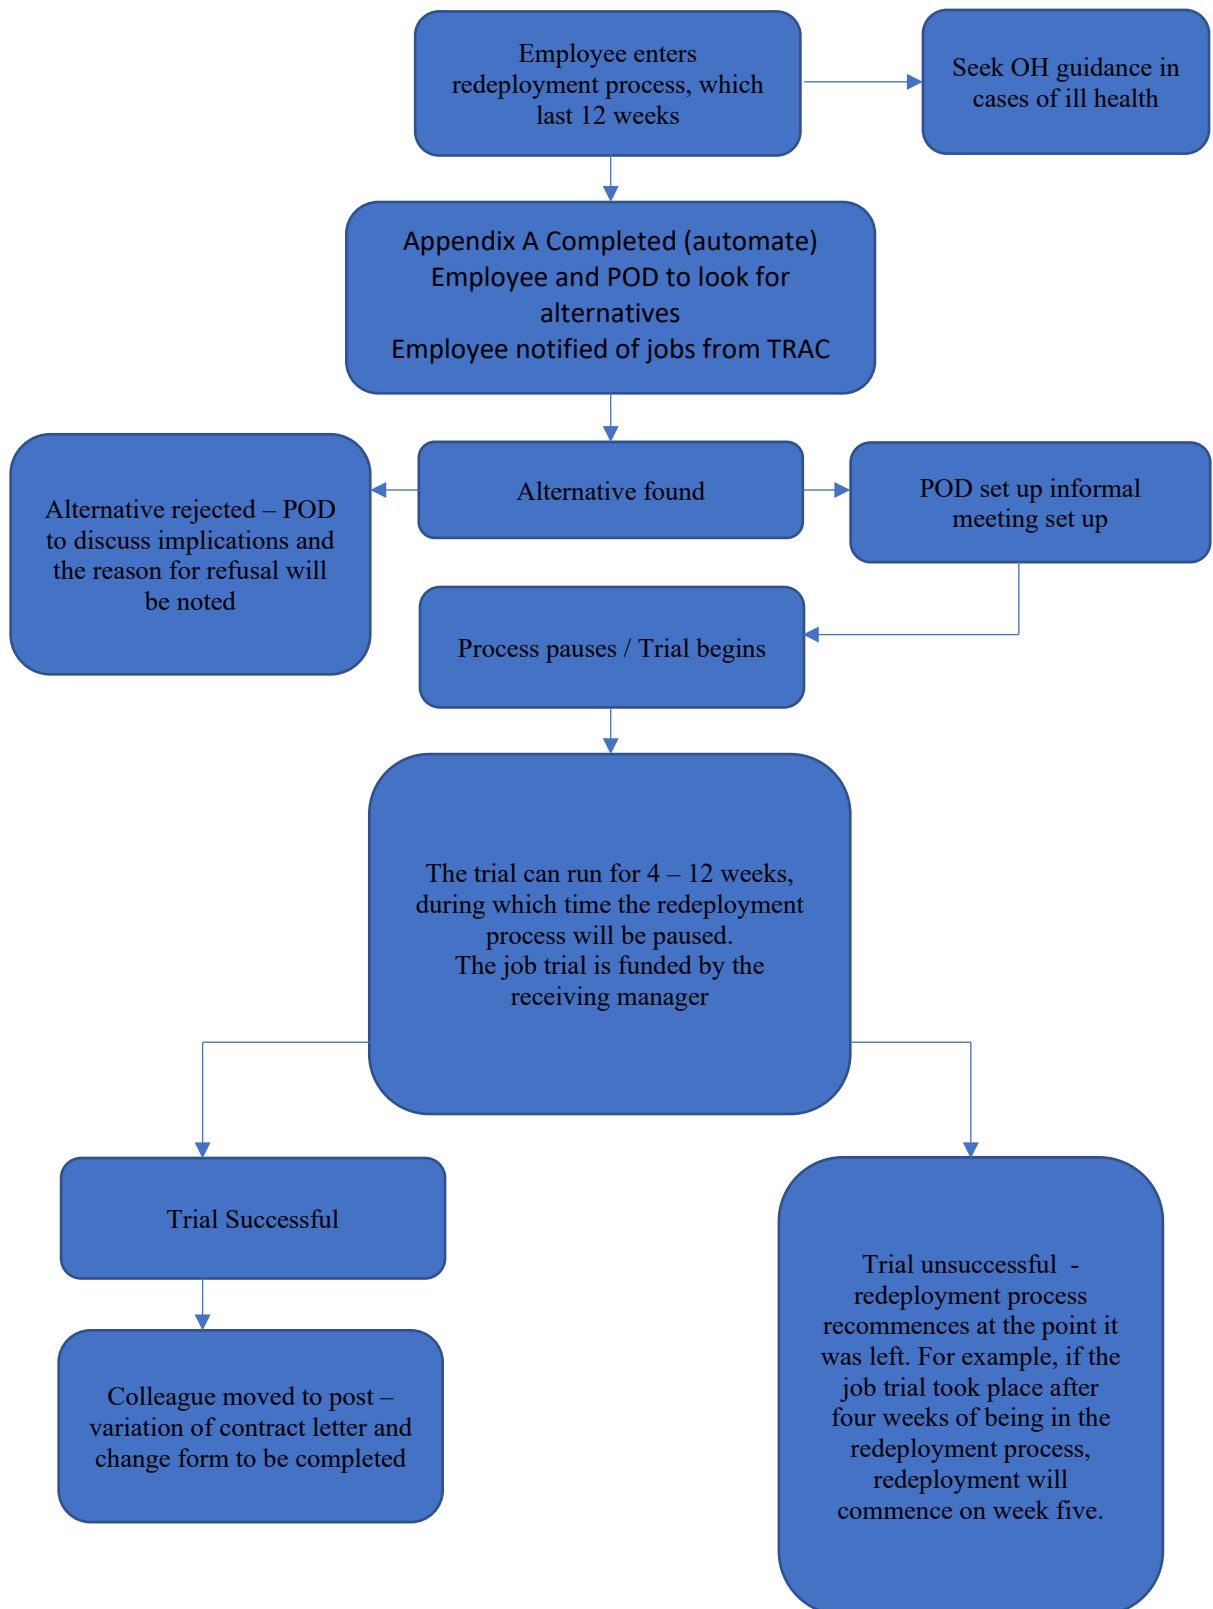 Employee enters
redeployment process, which
last 12 weeks
Seek OH guidance in
cases of ill health
Appendix A Completed (automate)
Employee and POD to look for
alternatives
Employee notified of jobs from TRAC
Alternative rejected – POD
to discuss implications and
the reason for refusal will
be noted
Alternative found
POD set up informal
meeting set up
Process pauses / Trial begins
The trial can run for 4 – 12 weeks,
during which time the redeployment
process will be paused.
The job trial is funded by the
receiving manager
Trial Successful
Colleague moved to post –
variation of contract letter and
change form to be completed
Trial unsuccessful  -
redeployment process
recommences at the point it
was left. For example, if the
job trial took place after
four weeks of being in the
redeployment process,
redeployment will
commence on week five.